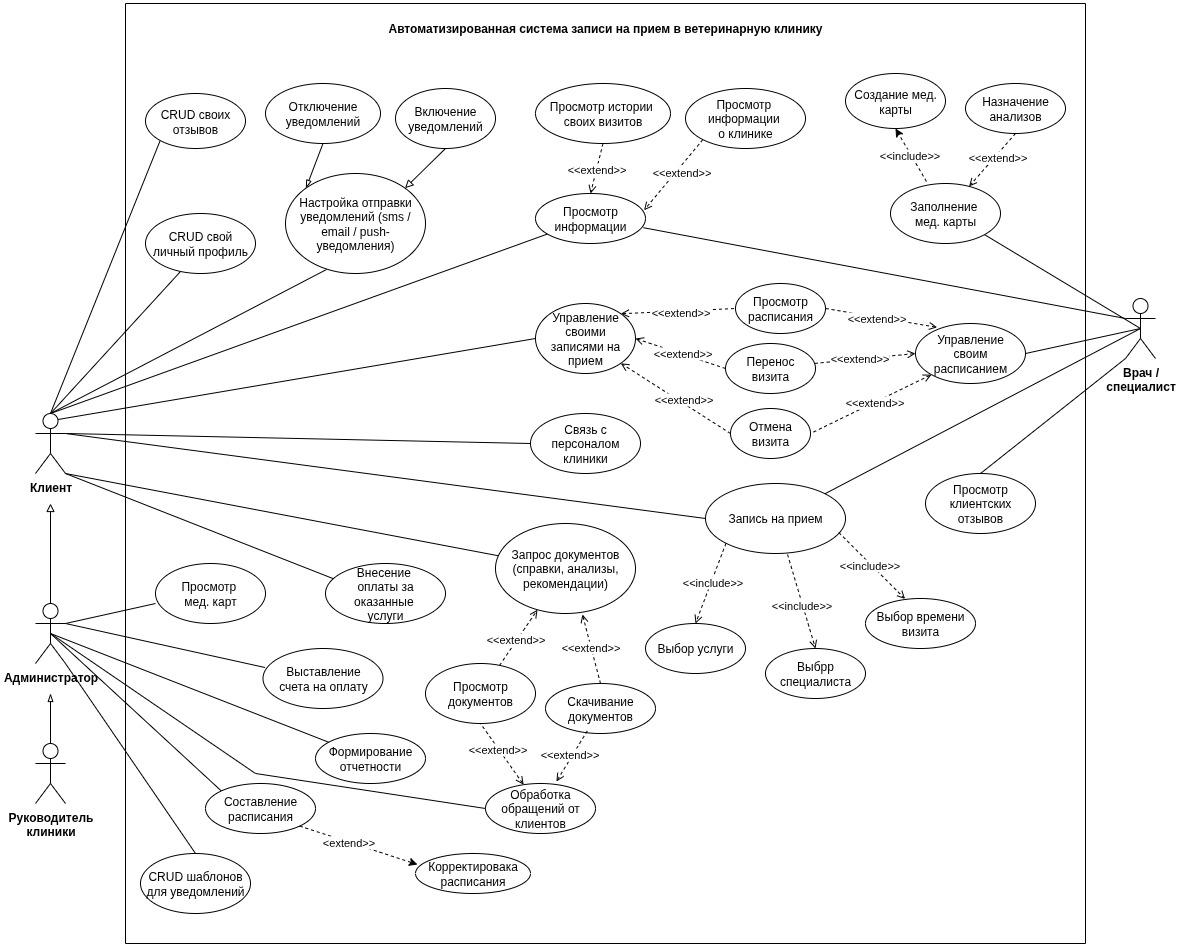 Автоматизированная система записи на прием в ветеринарную клинику
CRUD своих
отзывов
Отключение
уведомлений
Включение
уведомлений
Просмотр истории
своих визитов
Просмотр
информации
о клинике
Создание мед.
карты
Назначение
анализов
<<extend>>
<<extend>>
<<include>>
<<extend>>
CRUD свой
личный профиль
Настройка отправки
уведомлений (sms /
email / push-
уведомления)
Просмотр
информации
Заполнение
мед. карты
Управление
своими
записями на
прием
<<extend>>
Просмотр
расписания
<<extend>>
Управление
своим
расписанием
<<extend>>
Перенос
визита
<<extend>>
<<extend>>
Отмена
визита
<<extend>>
Врач /
специалист
Клиент
Связь с
персоналом
клиники
Запись на прием
Просмотр
клиентских
отзывов
Запрос документов
(справки, анализы,
рекомендации)
<<include>>
<<include>>
<<include>>
Просмотр
мед. карт
Внесение
оплаты за
оказанные
услуги
Выбор услуги
Выбрр
специалиста
Выбор времени
визита
<<extend>>
<<extend>>
Администратор
Выставление
счета на оплату
Просмотр
документов
Скачивание
документов
<<extend>>
<<extend>>
Формирование
отчетности
Руководитель
клиники
Составление
расписания
Обработка
обращений от
клиентов
<extend>>
Корректировака
расписания
CRUD шаблонов
для уведомлений